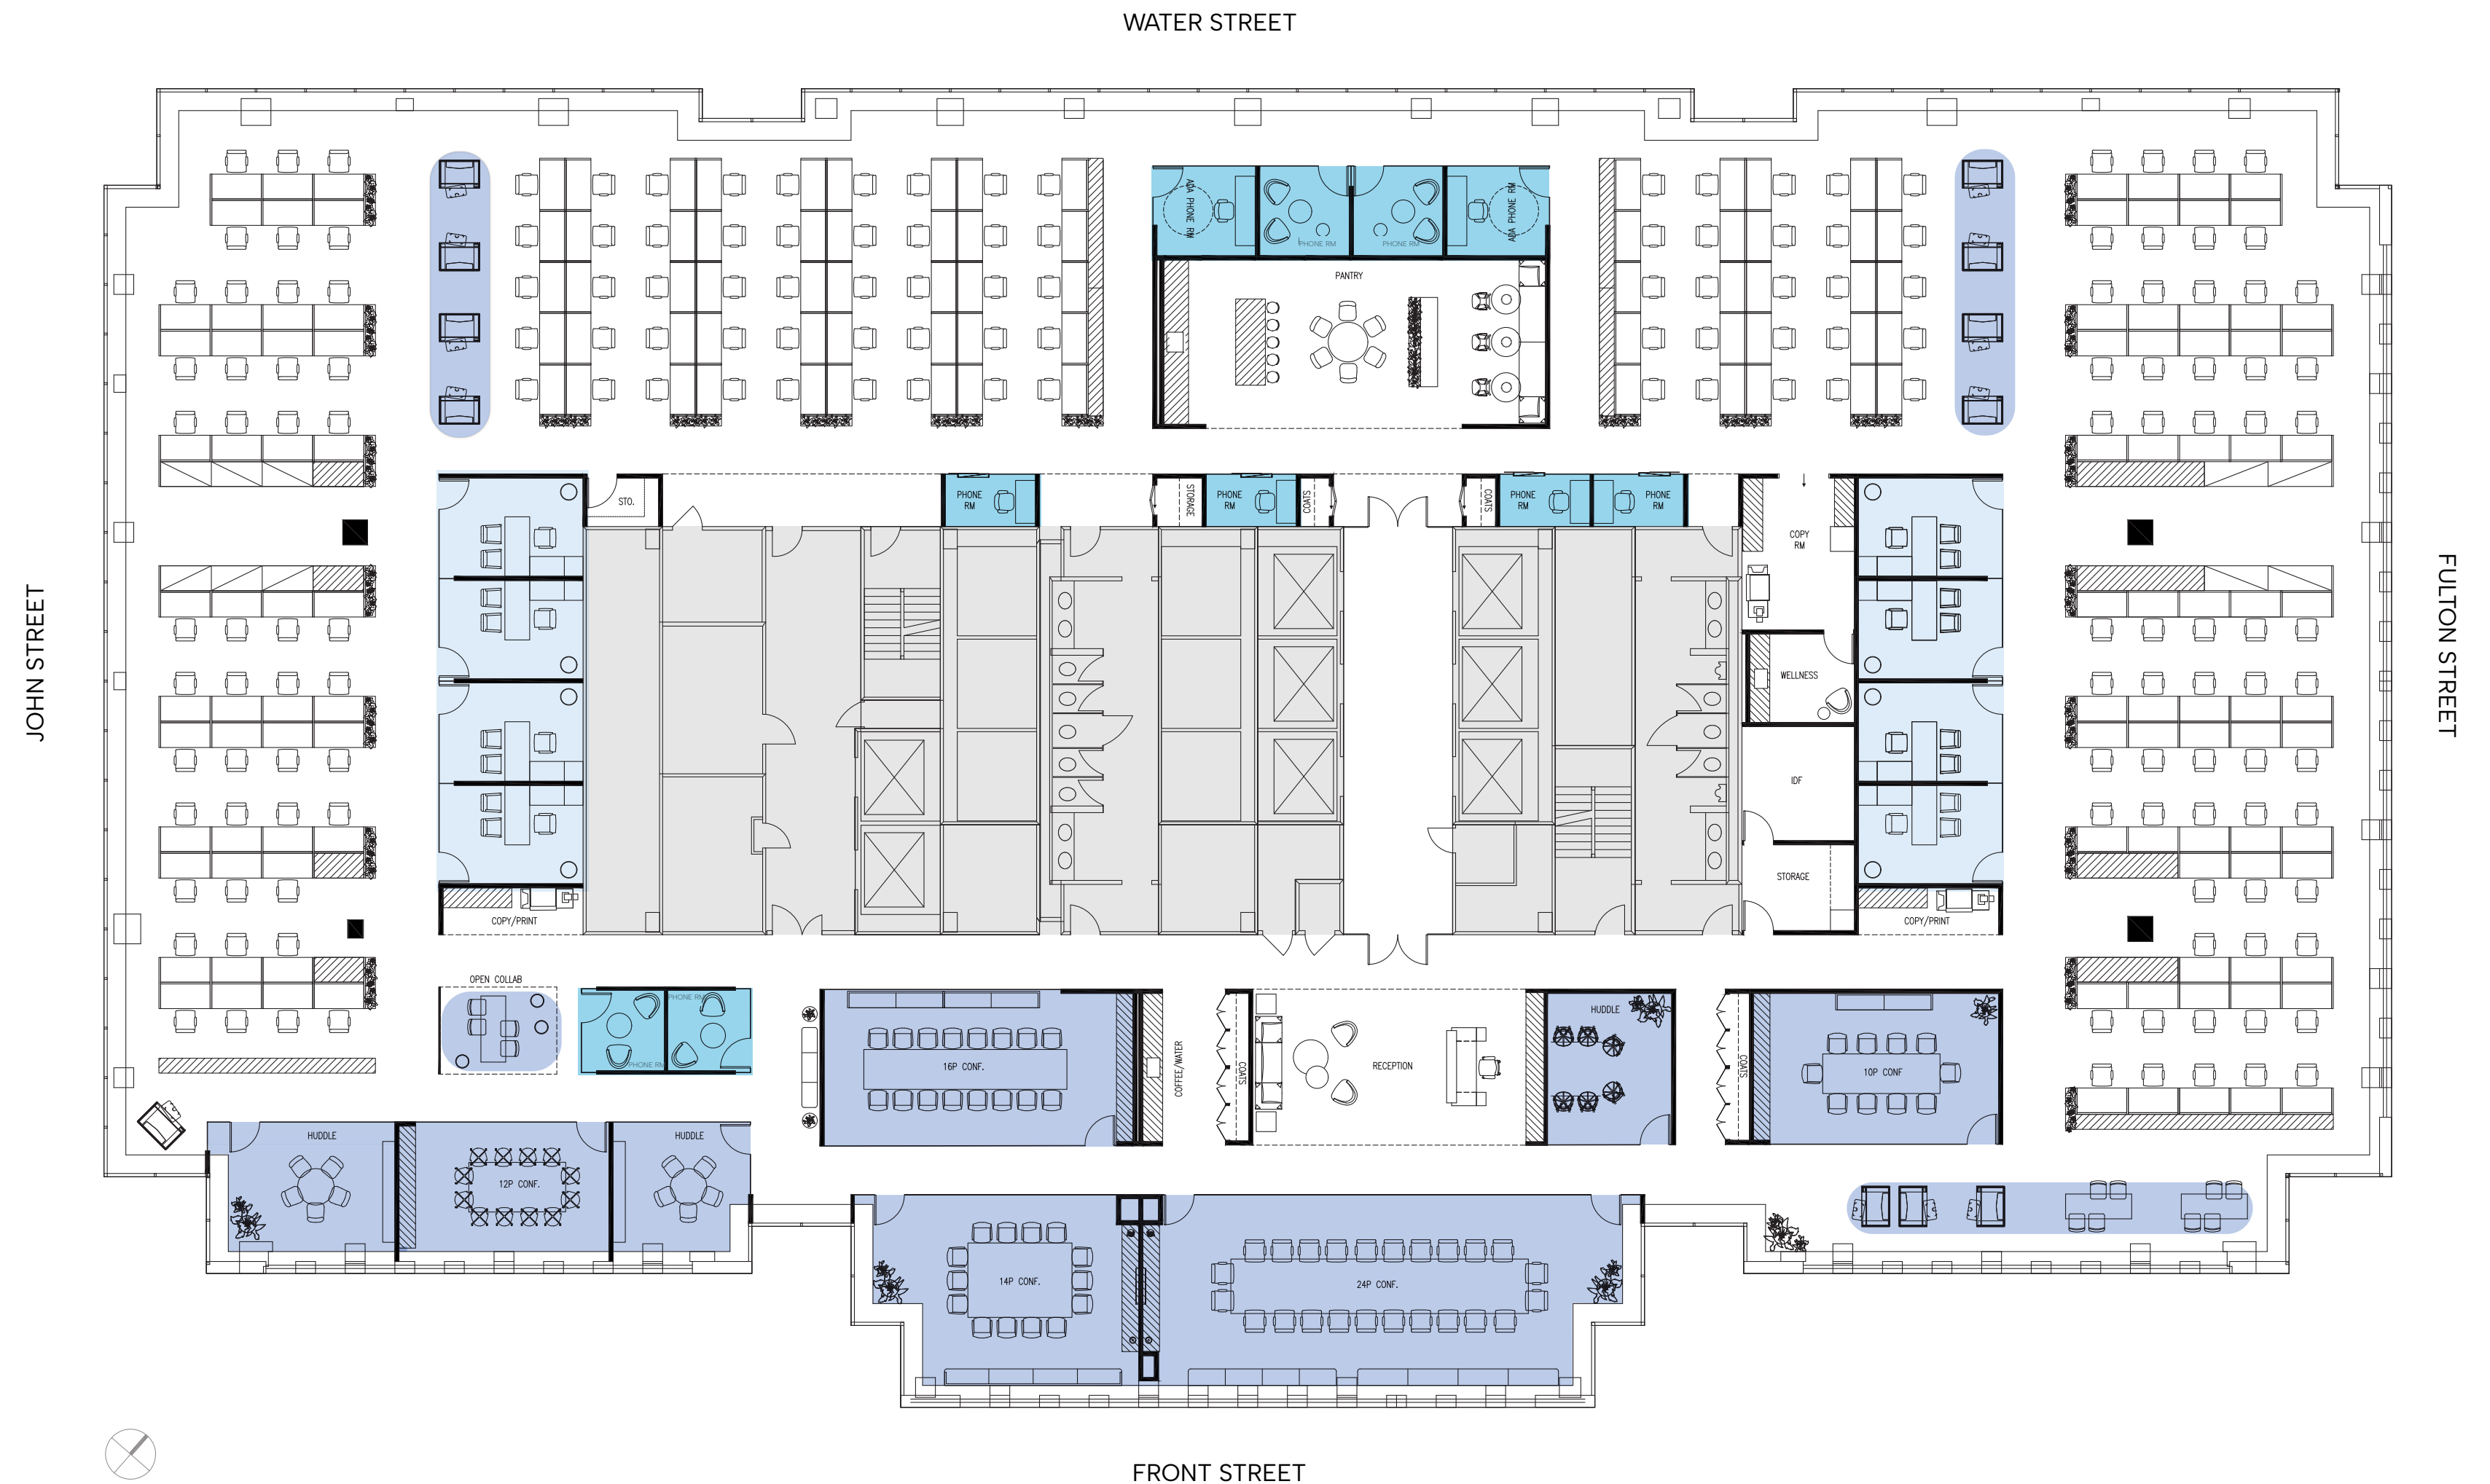 WATER STREET
ADA PHONE RM
PHONE RM
PHONE RM
ADA PHONE RM
PANTRY
STO.
PHONE
RM
STORAGE
PHONE
RM
COATS
COATS
PHONE
RM
PHONE
RM
COPY
RM
JOHN STREET
FULTON STREET
WELLNESS
IDF
STORAGE
COPY/PRINT
COPY/PRINT
OPEN COLLAB
PHONE RM
PHONE RM
16P CONF.
COFFEE/WATER
COATS
RECEPTION
HUDDLE
COATS
10P CONF
HUDDLE
12P CONF.
HUDDLE
14P CONF.
24P CONF.
FRONT STREET